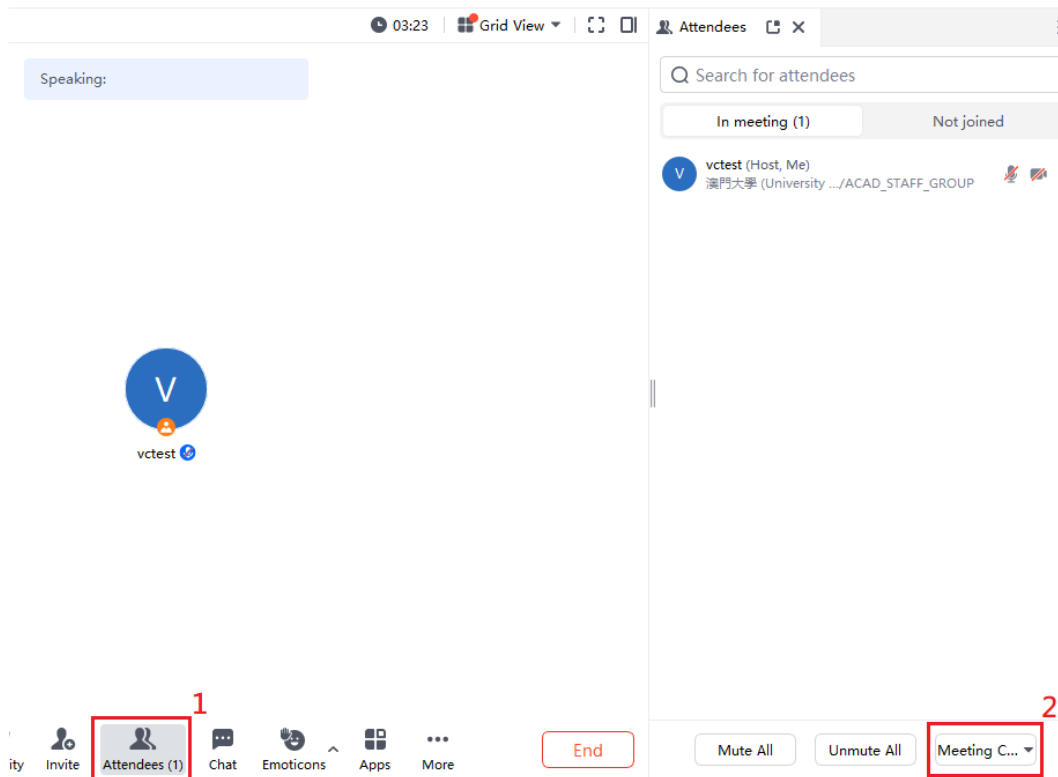 03:23 Grid View
Attendees
Speaking:
Search for attendees
In meeting (1) Not joined
V
vctest (Host, Me)
澳門大學 (University .../ACAD_STAFF_GROUP
V
vctest
1
2
ity Invite Attendees (1) Chat Emoticons Apps More End
Mute All Unmute All Meeting C...